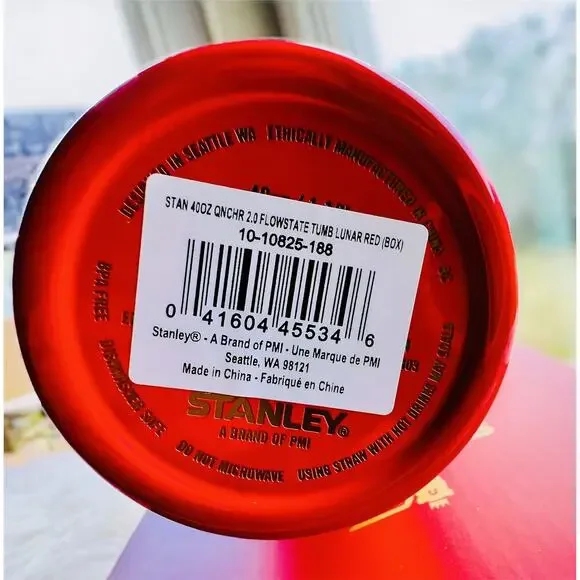 DESIGNED IN SEATTLE WA
ETHICALLY MANUFACTURED IN CHINA
STAN 40OZ QNCHR 2.0 FLOWSTATE TUMB LUNAR RED (BOX)
10-10825-188
0 41604 45534 6
Stanley® - A Brand of PMI - Une Marque de PMI
Seattle, WA 98121
Made in China - Fabriqué en Chine
STANLEY®
A BRAND OF PMI
BPA FREE
DISHWASHER SAFE
DO NOT MICROWAVE
USING STRAW WITH HOT DRINKS MAY SCALD